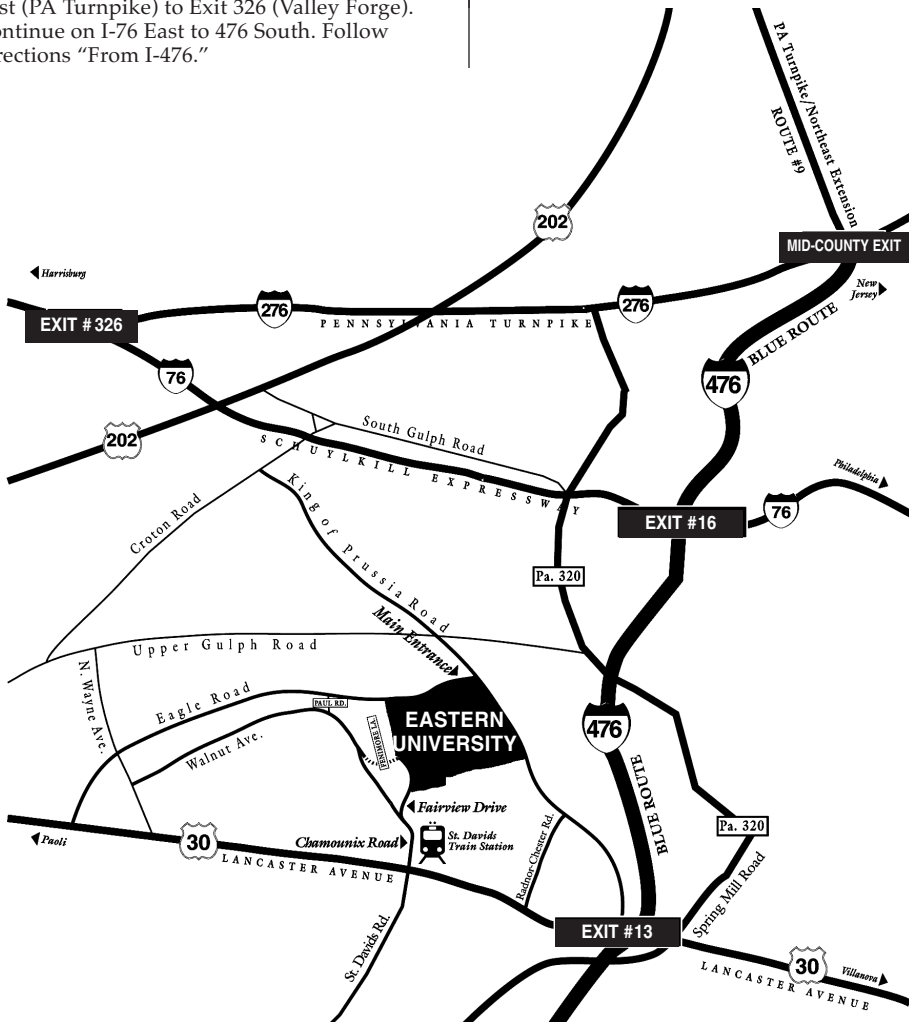 st (PA Turnpike) to Exit 326 (Valley Forge).
ontinue on I-76 East to 476 South. Follow
rections “From I-476.”
PA Turnpike/Northeast Extension
ROUTE #9
202
MID-COUNTY EXIT
Harrisburg
New
Jersey
276
276
EXIT # 326
PENNSYLVANIA TURNPIKE
BLUE ROUTE
76
476
202
South Gulph Road
SCHUYLKILL EXPRESSWAY
Philadelphia
King of Prussia Road
76
EXIT #16
Croton Road
Pa. 320
Main Entrance
Upper Gulph Road
N. Wayne Ave.
Eagle Road
PAUL RD.
EASTERN
UNIVERSITY
FENIMORE LA.
476
Walnut Ave.
BLUE ROUTE
Fairview Drive
Pa. 320
Paoli
30
Chamounix Road
St. Davids
Train Station
LANCASTER AVENUE
Radnor-Chester Rd.
Spring Mill Road
St. Davids Rd.
EXIT #13
30
Villanova
LANCASTER AVENUE